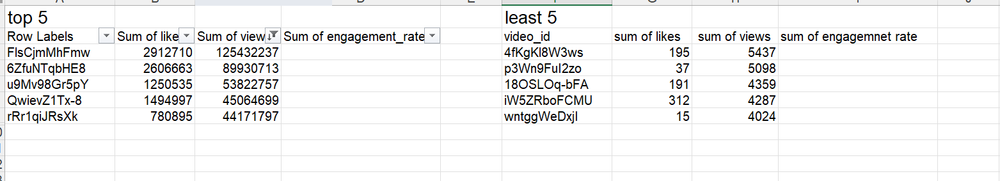 top 5 least 5
Row Labels Sum of like Sum of view Sum of engagement_rate video_id sum of likes sum of views sum of engagemnet rate
FlsCjmMhFmw 2912710 125432237 4fKgKl8W3ws 195 5437
6ZfuNTqbHE8 2606663 89930713 p3Wn9FuI2zo 37 5098
u9Mv98Gr5pY 1250535 53822757 18OSLOq-bFA 191 4359
QwievZ1Tx-8 1494997 45064699 iW5ZRboFCMU 312 4287
rRr1qiJRsXk 780895 44171797 wntggWeDxjI 15 4024